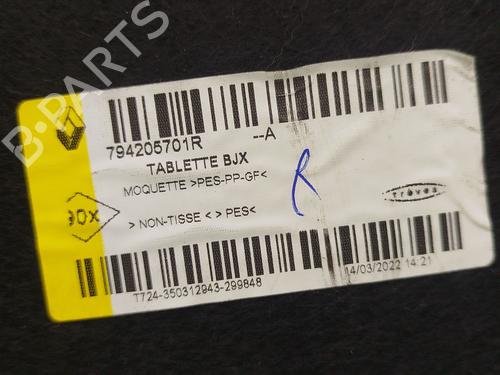 B-PARTS
794205701R --A
TABLETTE BJX
MOQUETTE >PES-PP-GF<
> NON-TISSE < > PES<
R
trèves
T724-350312943-299848
14/03/2022 14:21